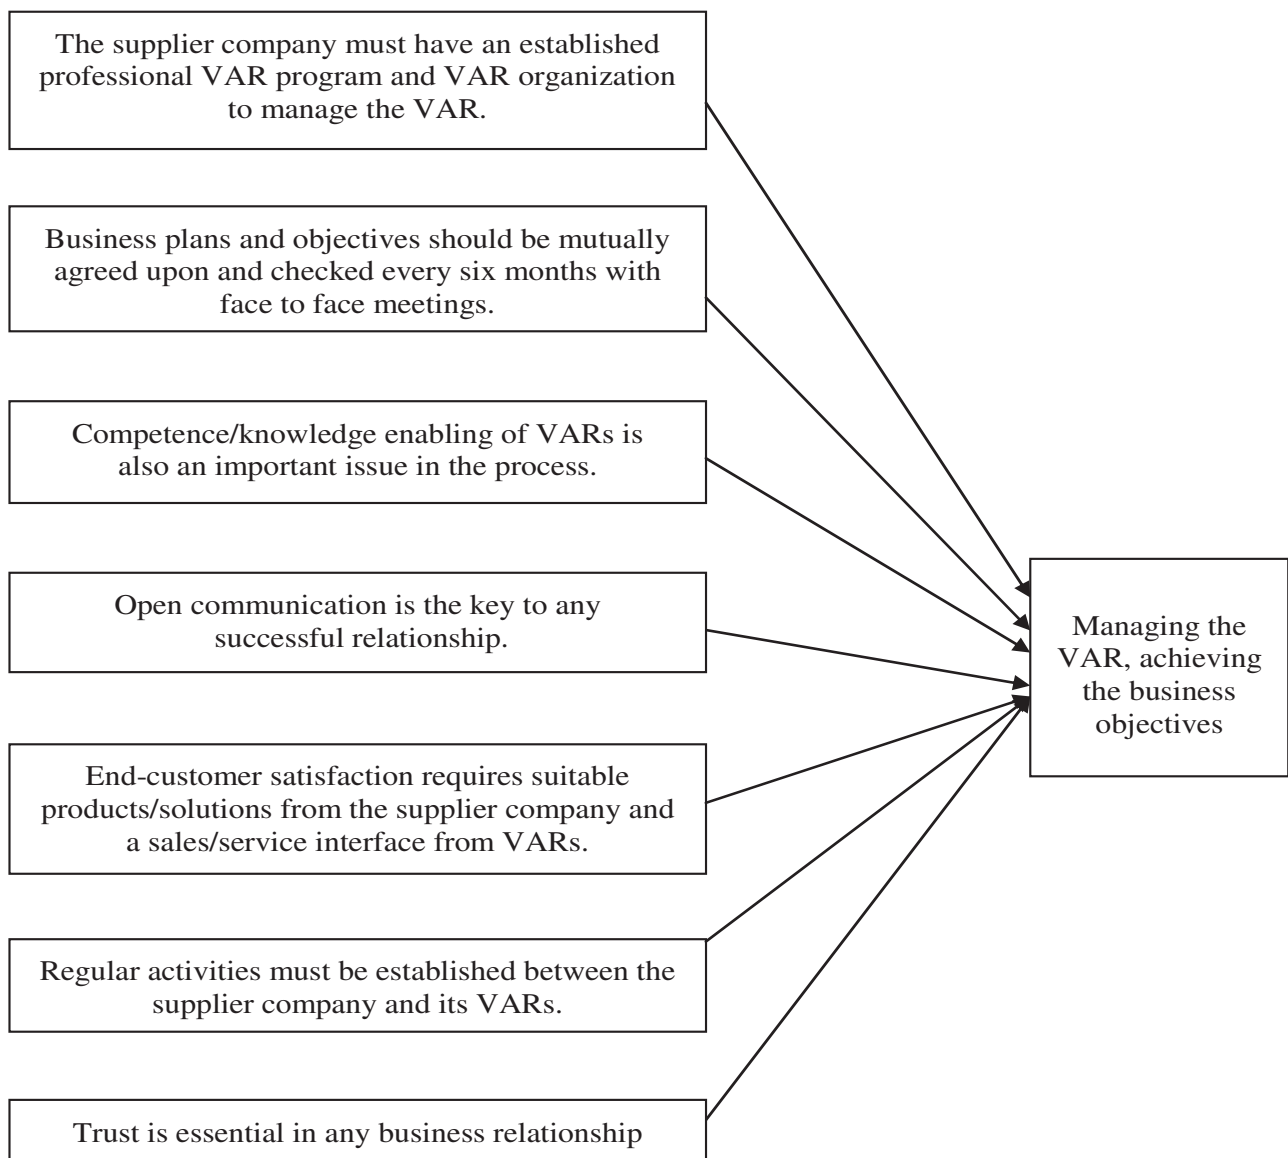 The supplier company must have an established
professional VAR program and VAR organization
to manage the VAR.
Business plans and objectives should be mutually
agreed upon and checked every six months with
face to face meetings.
Competence/knowledge enabling of VARs is
also an important issue in the process.
Open communication is the key to any
successful relationship.
End-customer satisfaction requires suitable
products/solutions from the supplier company and
a sales/service interface from VARs.
Regular activities must be established between the
supplier company and its VARs.
Trust is essential in any business relationship
Managing the
VAR, achieving
the business
objectives